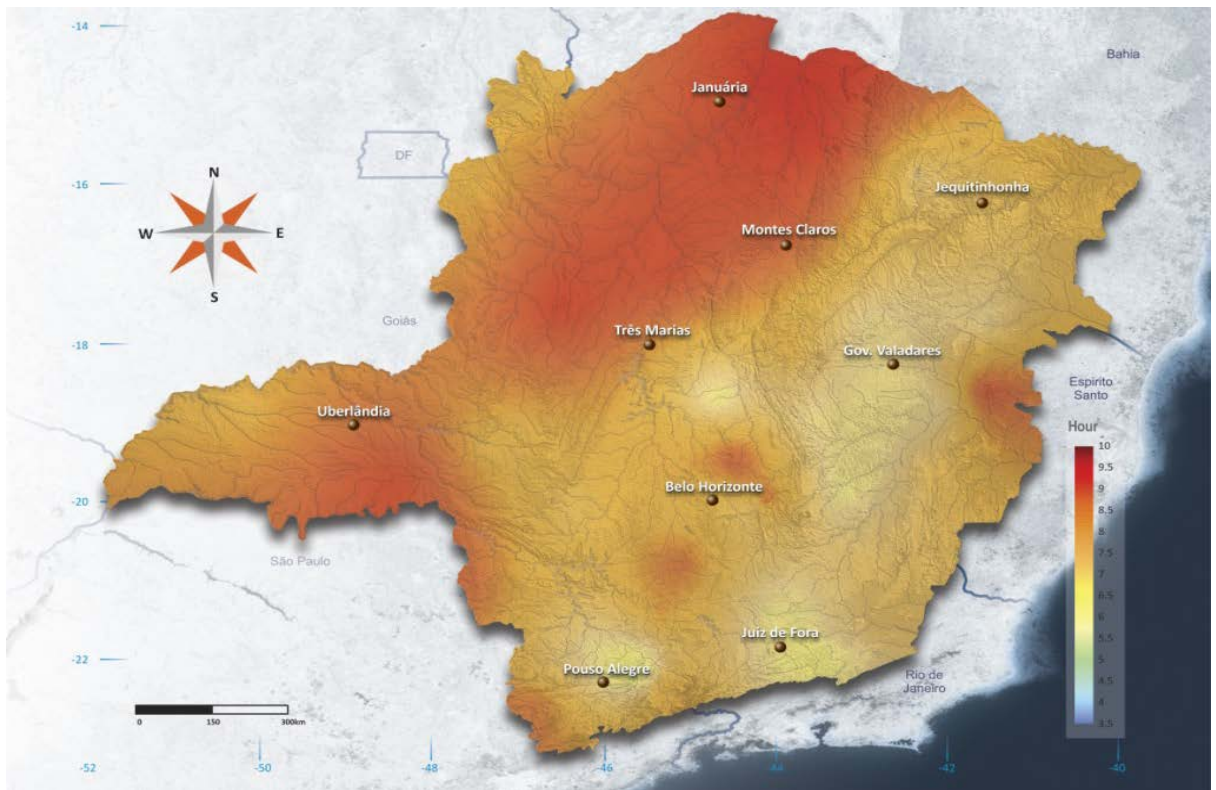 -14
Bahia
Januária
DF
-16
Jequitinhonha
N
W
E
S
Montes Claros
Goiás
Três Marias
-18
Gov. Valadares
Espirito
Santo
Uberlândia
Hour
10
9.5
9
8.5
8
7.5
7
6.5
6
5.5
5
4.5
4
3.5
Belo Horizonte
-20
São Paulo
Juiz de Fora
-22
Pouso Alegre
Rio de
Janeiro
0
150
300km
-52
-50
-48
-46
-44
-42
-40